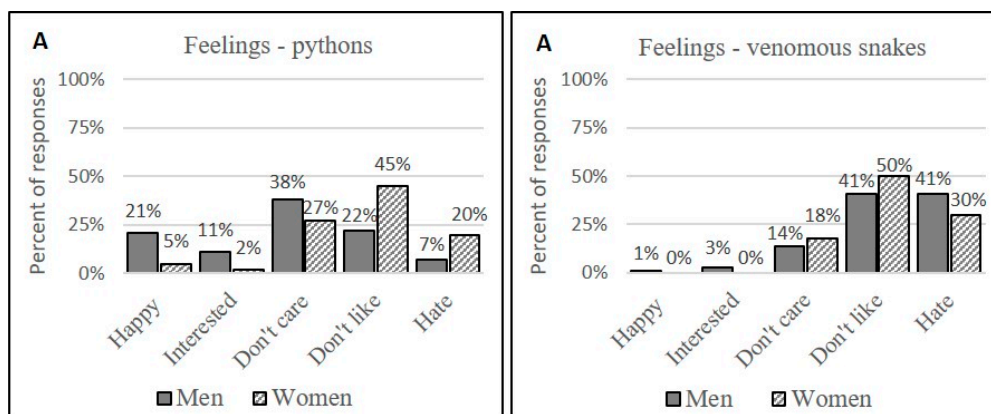 A
Feelings - pythons
Percent of responses
100%
75%
50%
25%
0%
21%
5%
11%
2%
38%
27%
22%
45%
7%
20%
Happy
Interested
Don't care
Don't like
Hate
Men
Women
A
Feelings - venomous snakes
Percent of responses
100%
75%
50%
25%
0%
1%
0%
3%
0%
14%
18%
41%
50%
41%
30%
Happy
Interested
Don't care
Don't like
Hate
Men
Women